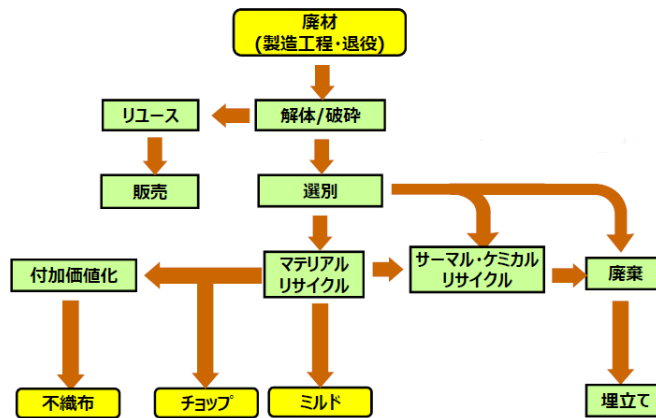 廃材
(製造工程・退役)
リユース
解体/破砕
販売
選別
付加価値化
マテリアル
リサイクル
サーマル・ケミカル
リサイクル
廃棄
不織布
チョップ
ミルド
埋立て